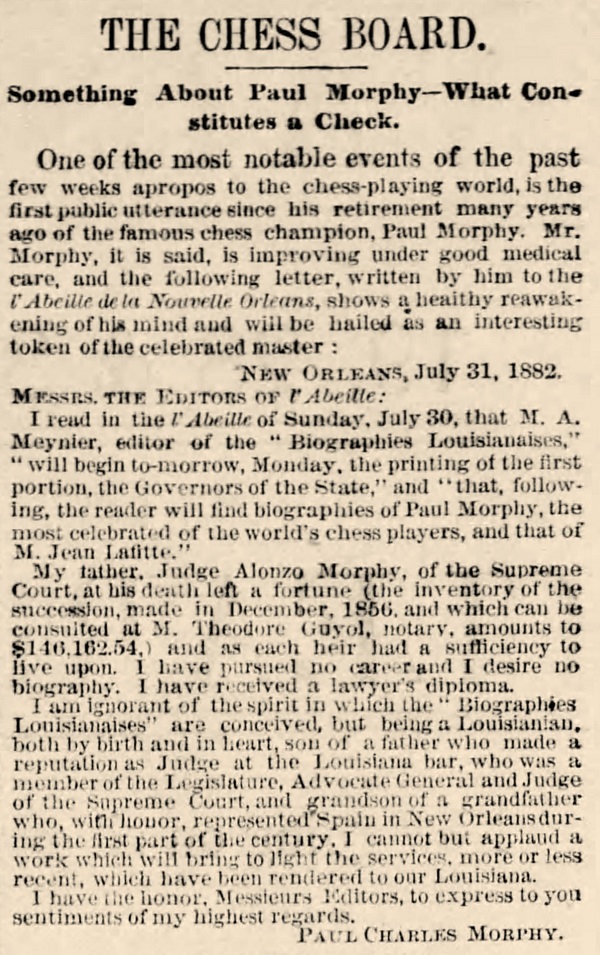 THE CHESS BOARD.
Something About Paul Morphy—What Con-
stitutes a Check.
One of the most notable events of the past
few weeks apropos to the chess-playing world, is the
first public utterance since his retirement many years
ago of the famous chess champion, Paul Morphy. Mr.
Morphy, it is said, is improving under good medical
care, and the following letter, written by him to the
l'Abeille de la Nouvelle Orleans, shows a healthy reawak-
ening of his mind and will be hailed as an interesting
token of the celebrated master :
NEW ORLEANS, July 31, 1882.
MESSRS. THE EDITORS OF l'Abeille:
I read in the l'Abeille of Sunday, July 30, that M. A.
Meynier, editor of the "Biographies Louisianaises,"
"will begin to-morrow, Monday, the printing of the first
portion, the Governors of the State," and "that, follow-
ing, the reader will find biographies of Paul Morphy, the
most celebrated of the world's chess players, and that of
M. Jean Lafitte."
My father, Judge Alonzo Morphy, of the Supreme
Court, at his death left a fortune (the inventory of the
succession, made in December, 1856, and which can be
consulted at M. Theodore Guyol, notary, amounts to
$146,162.54,) and as each heir had a sufficiency to
live upon. I have pursued no career and I desire no
biography. I have received a lawyer's diploma.
I am ignorant of the spirit in which the "Biographies
Louisianaises" are conceived, but being a Louisianian,
both by birth and in heart, son of a father who made a
reputation as Judge at the Louisiana bar, who was a
member of the Legislature, Advocate General and Judge
of the Supreme Court, and grandson of a grandfather
who, with honor, represented Spain in New Orleans dur-
ing the first part of the century, I cannot but applaud a
work which will bring to light the services, more or less
recent, which have been rendered to our Louisiana.
I have the honor, Messieurs Editors, to express to you
sentiments of my highest regards.
PAUL CHARLES MORPHY.